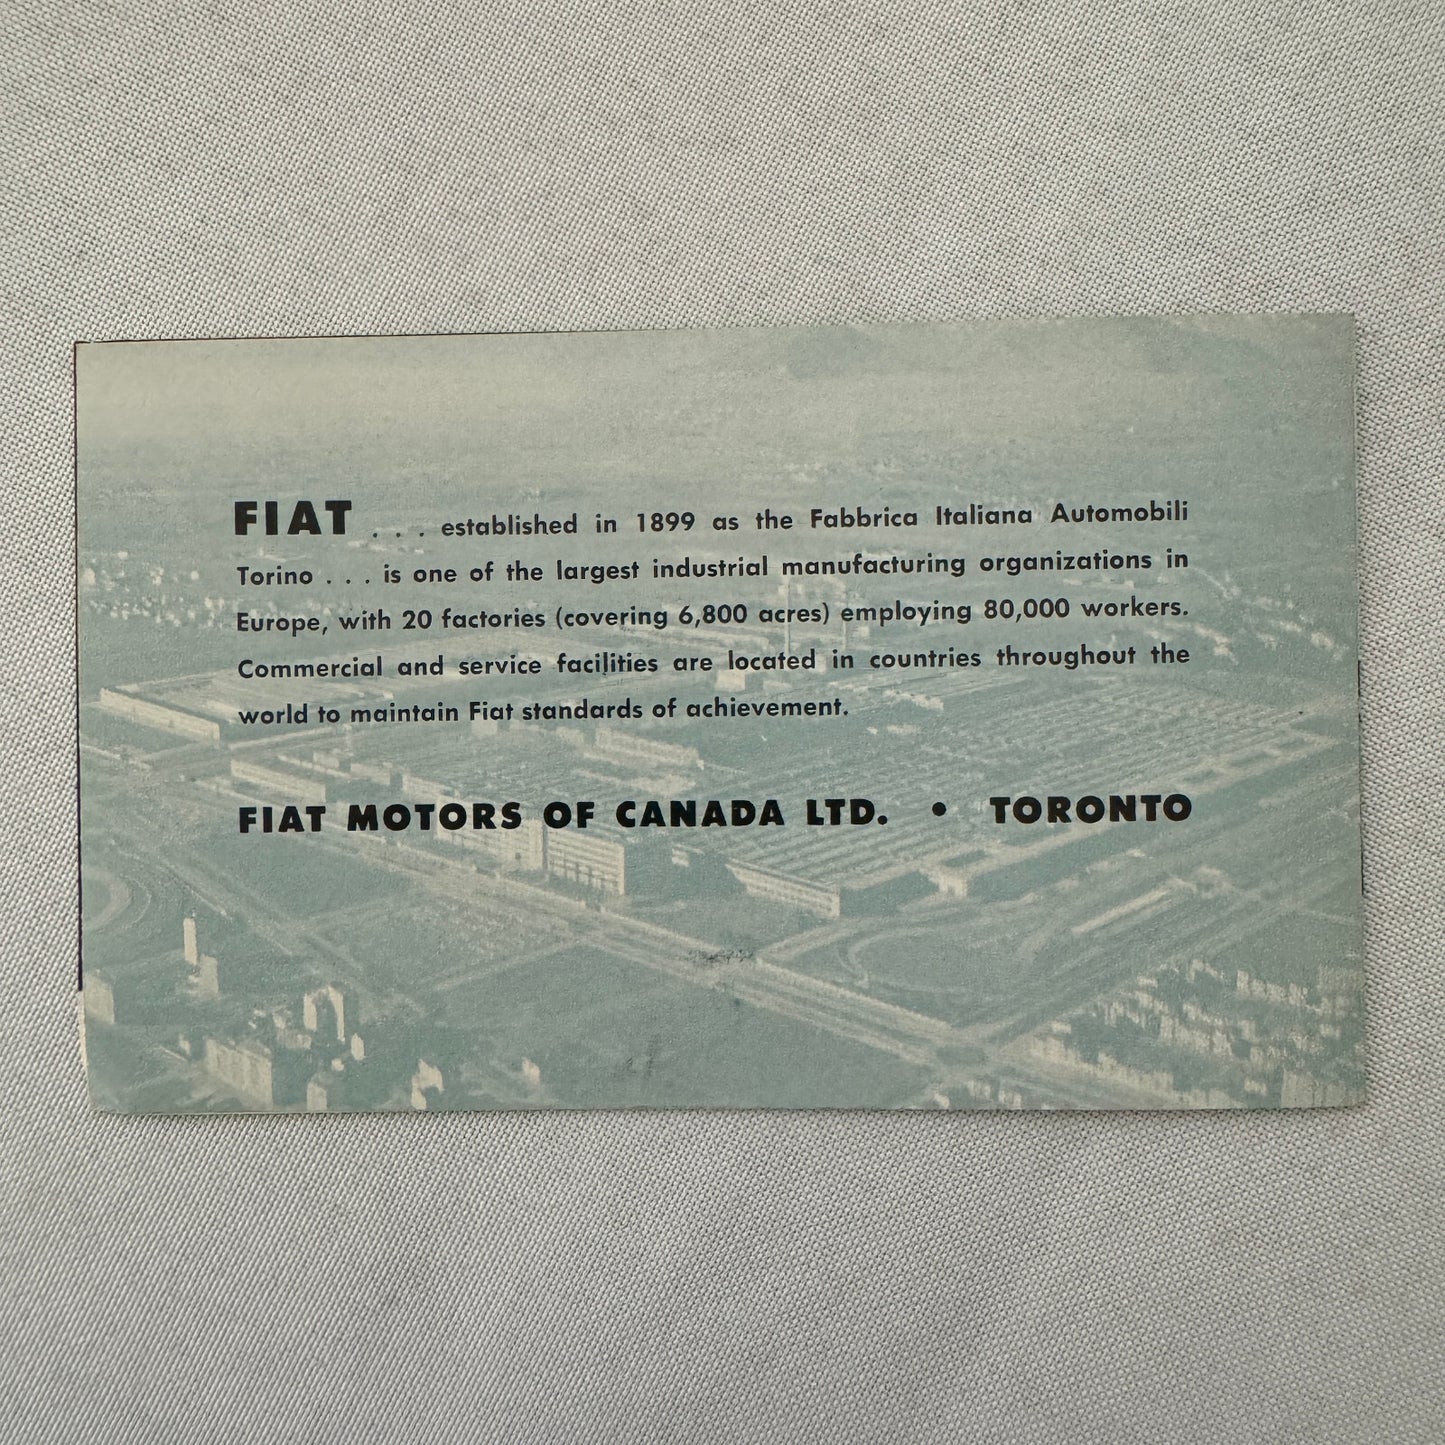 FIAT . . . established in 1899 as the Fabbrica Italiana Automobili
Torino . . . is one of the largest industrial manufacturing organizations in
Europe, with 20 factories (covering 6,800 acres) employing 80,000 workers.
Commercial and service facilities are located in countries throughout the
world to maintain Fiat standards of achievement.
FIAT MOTORS OF CANADA LTD. • TORONTO